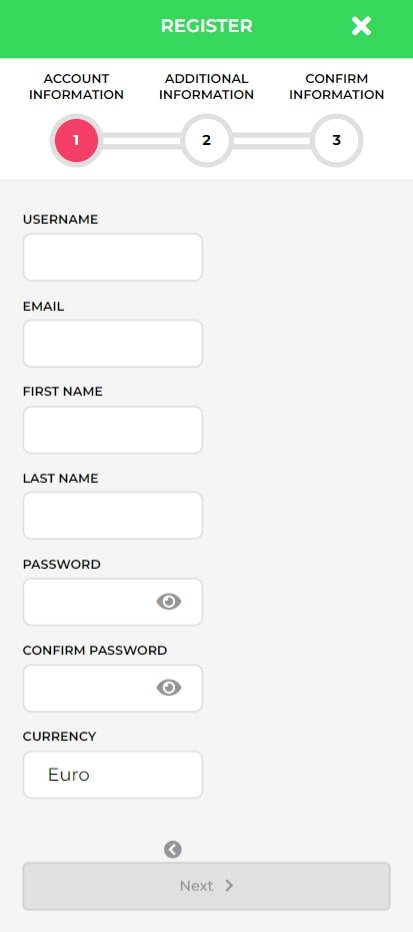 REGISTER
ACCOUNT INFORMATION
ADDITIONAL INFORMATION
CONFIRM INFORMATION
1
2
3
USERNAME
EMAIL
FIRST NAME
LAST NAME
PASSWORD
CONFIRM PASSWORD
CURRENCY
Euro
Next